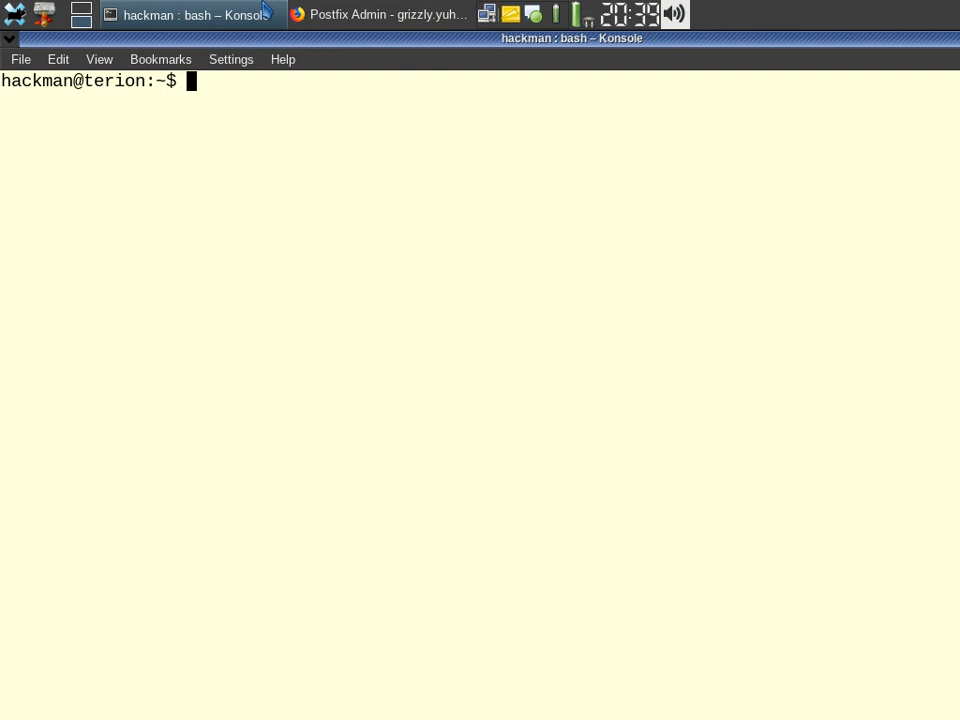 hackman : bash – Konsol
Postfix Admin - grizzly.yuh...
20:39
hackman : bash – Konsole
File Edit View Bookmarks Settings Help
hackman@terion:~$